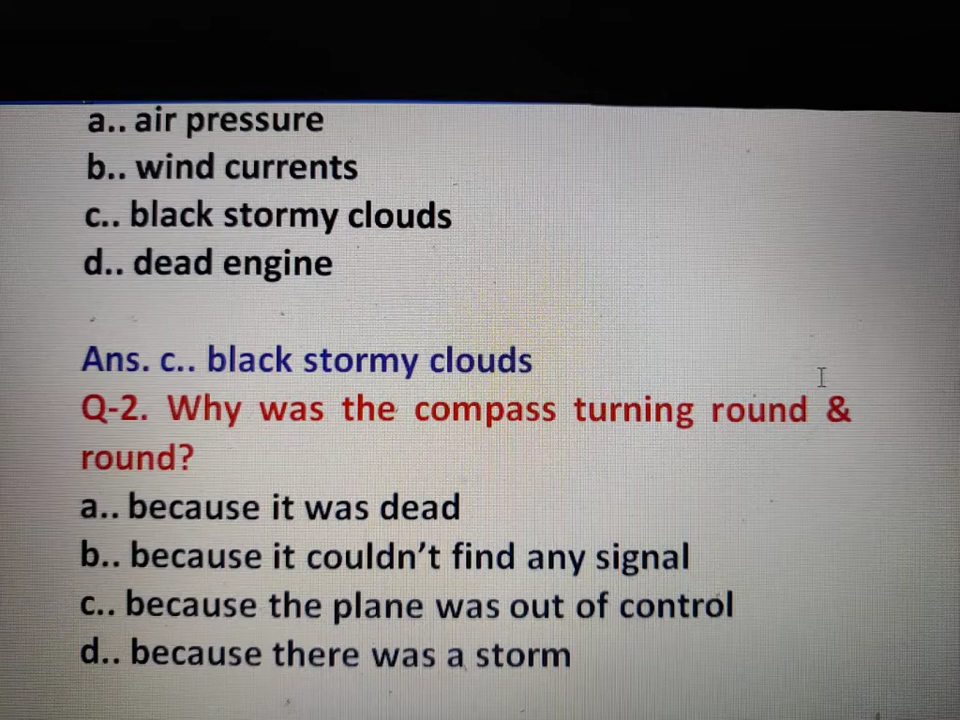 a.. air pressure
b.. wind currents
c.. black stormy clouds
d.. dead engine
Ans. c.. black stormy clouds
Q-2. Why was the compass turning round &
round?
a.. because it was dead
b.. because it couldn't find any signal
c.. because the plane was out of control
d.. because there was a storm